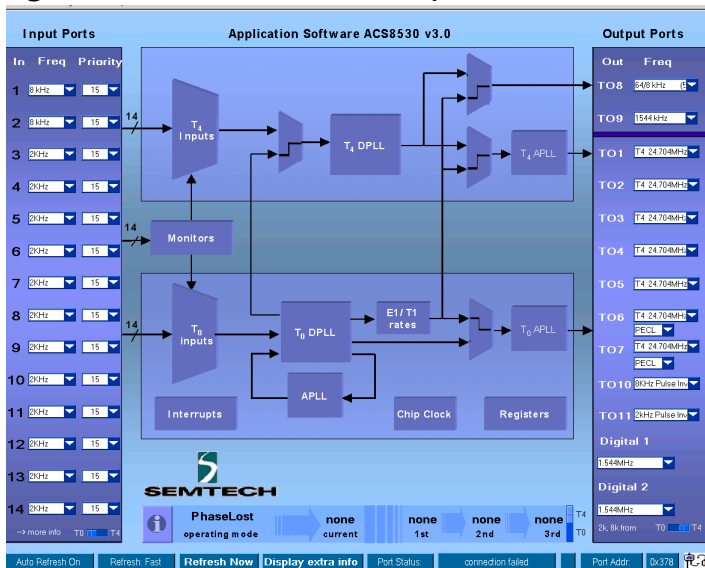 Input Ports
Application Software ACS8530 v3.0
Output Ports
In Freq Priority
1 8 kHz 15
2 8 kHz 15
3 2KHz 15
4 2KHz 15
5 2KHz 15
6 2KHz 15
7 2KHz 15
8 2KHz 15
9 2KHz 15
10 2KHz 15
11 2KHz 15
12 2KHz 15
13 2KHz 15
14 2KHz 15
--> more info T0 T4
14
14
14
T4 Inputs
T4 DPLL
T4 APLL
Monitors
T0 inputs
T0 DPLL
E1/T1 rates
T0 APLL
APLL
Interrupts
Chip Clock
Registers
SEMTECH
PhaseLost
operating mode
none
current
none
1st
none
2nd
none
3rd
T4
T0
Out Freq
TO8 64/8 kHz (5
TO9 1544 kHz
TO1 T4 24.704MHz
TO2 T4 24.704MHz
TO3 T4 24.704MHz
TO4 T4 24.704MHz
TO5 T4 24.704MHz
TO6 T4 24.704MHz
PECL
TO7 T4 24.704MHz
PECL
TO10 8KHz Pulse Inv
TO11 2kHz Pulse Inv
Digital 1
1.544MHz
Digital 2
1.544MHz
2k, 8k from T0 T4
Auto Refresh On Refresh: Fast Refresh Now Display extra info Port Status: connection failed Port Addr: 0x378